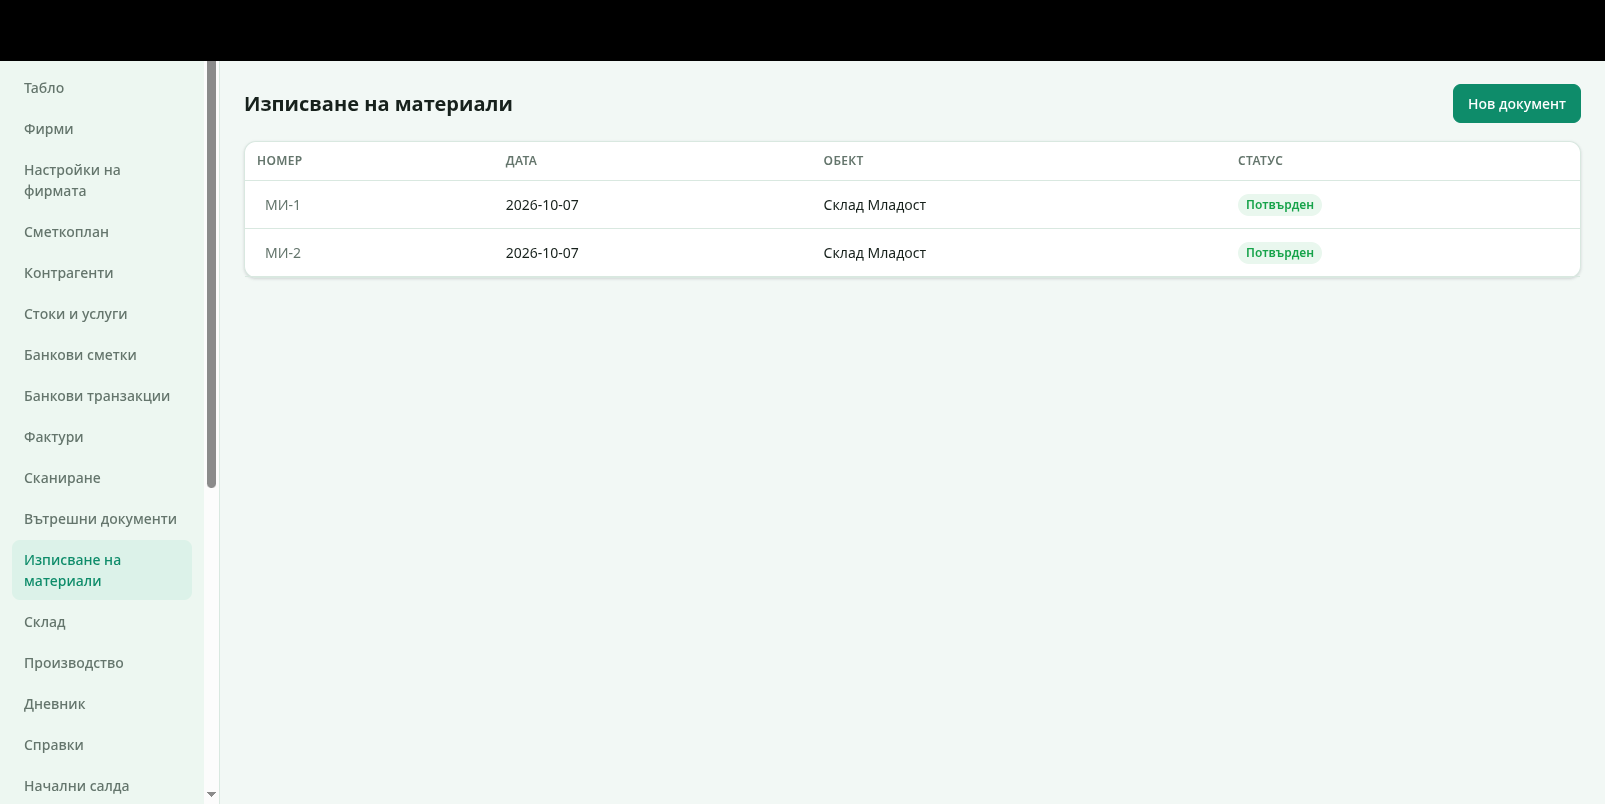 Табло
Фирми
Настройки на
фирмата
Сметкоплан
Контрагенти
Стоки и услуги
Банкови сметки
Банкови транзакции
Фактури
Сканиране
Вътрешни документи
Изписване на
материали
Склад
Производство
Дневник
Справки
Начални салда
Изписване на материали
Нов документ
НОМЕР ДАТА ОБЕКТ СТАТУС
МИ-1 2026-10-07 Склад Младост Потвърден
МИ-2 2026-10-07 Склад Младост Потвърден